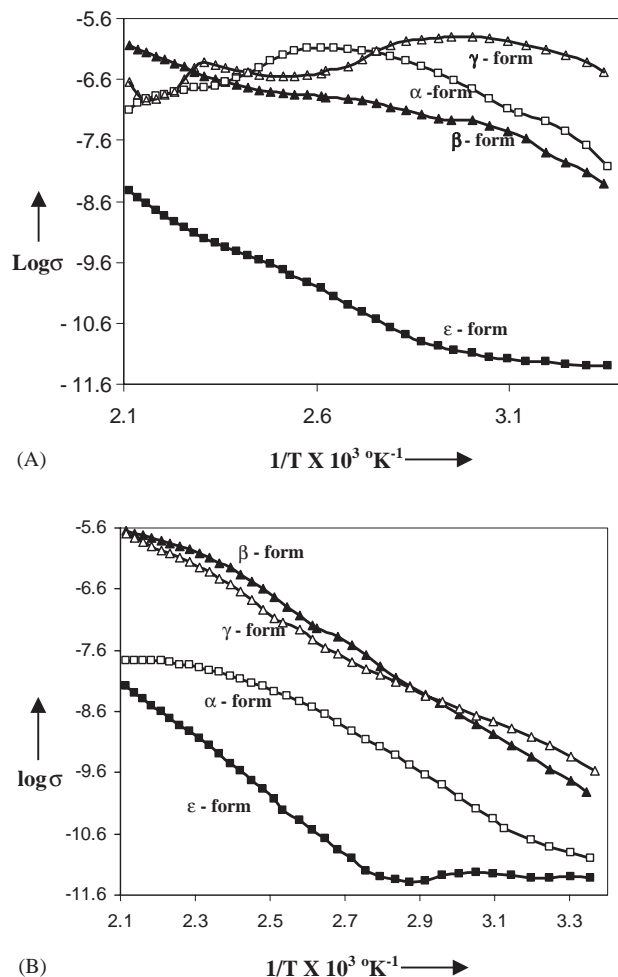 -5.6
-6.6
-7.6
-8.6
-9.6
-10.6
-11.6
Logσ
γ - form
α -form
β- form
ε - form
2.1 2.6 3.1
(A) 1/T X 10³ ᵒK⁻¹
-5.6
-6.6
-7.6
-8.6
-9.6
-10.6
-11.6
logσ
β - form
γ - form
α - form
ε - form
2.1 2.3 2.5 2.7 2.9 3.1 3.3
(B) 1/T X 10³ ᵒK⁻¹